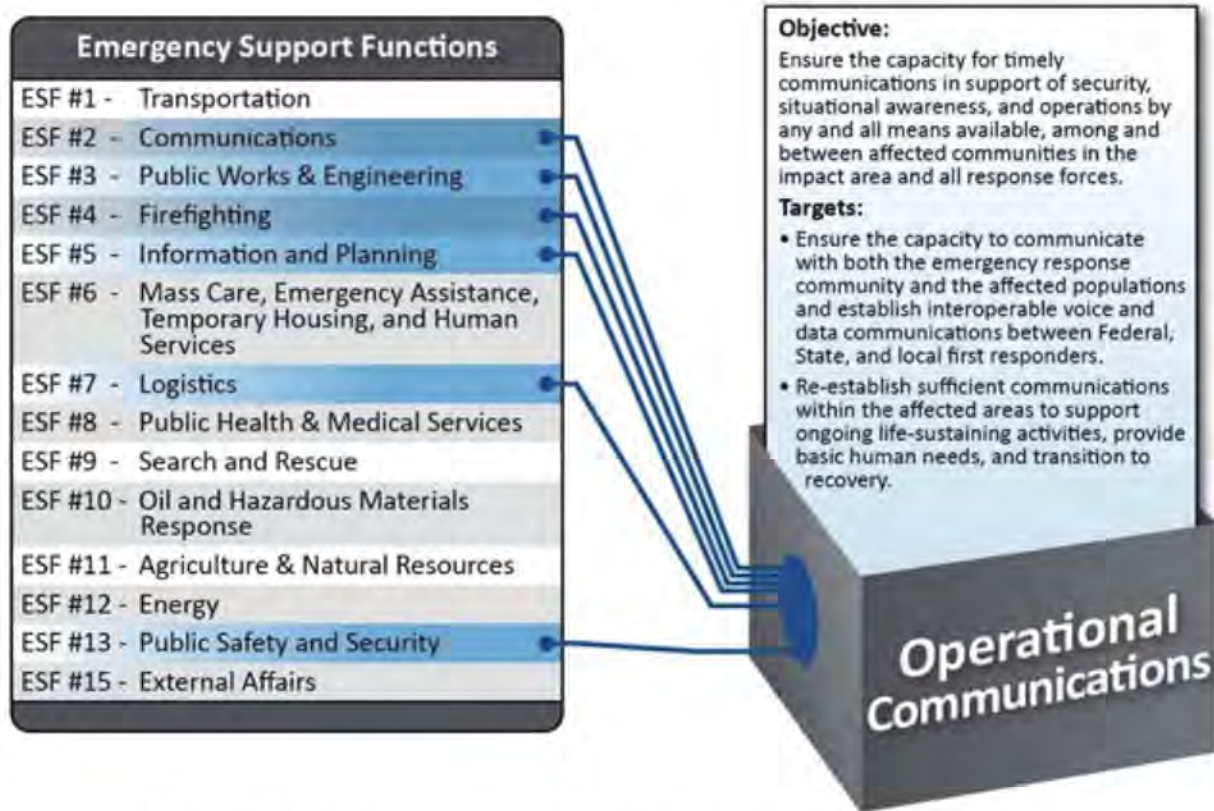 Emergency Support Functions
ESF #1 - Transportation
ESF #2 - Communications
ESF #3 - Public Works & Engineering
ESF #4 - Firefighting
ESF #5 - Information and Planning
ESF #6 - Mass Care, Emergency Assistance,
Temporary Housing, and Human
Services
ESF #7 - Logistics
ESF #8 - Public Health & Medical Services
ESF #9 - Search and Rescue
ESF #10 - Oil and Hazardous Materials
Response
ESF #11 - Agriculture & Natural Resources
ESF #12 - Energy
ESF #13 - Public Safety and Security
ESF #15 - External Affairs
Objective:
Ensure the capacity for timely
communications in support of security,
situational awareness, and operations by
any and all means available, among and
between affected communities in the
impact area and all response forces.
Targets:
• Ensure the capacity to communicate
with both the emergency response
community and the affected populations
and establish interoperable voice and
data communications between Federal,
State, and local first responders.
• Re-establish sufficient communications
within the affected areas to support
ongoing life-sustaining activities, provide
basic human needs, and transition to
recovery.
Operational
Communications